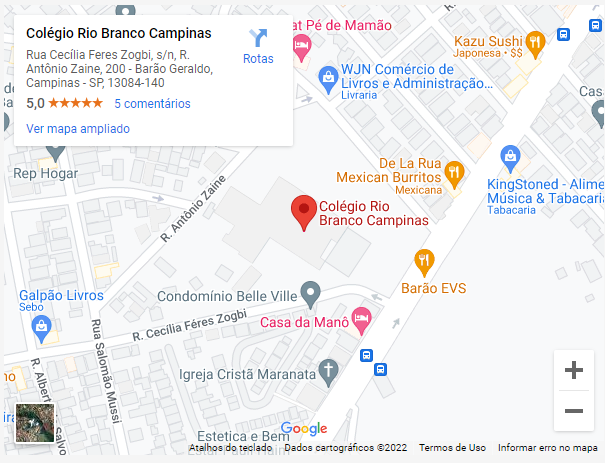 Colégio Rio Branco Campinas
Rua Cecília Feres Zogbi, s/n, R.
Antônio Zaine, 200 - Barão Geraldo,
Campinas - SP, 13084-140
5,0
5 comentários
Ver mapa ampliado
Rotas
at Pé de Mamão
Kazu Sushi
Japonesa • $$
WJN Comércio de
Livros e Administração...
Livraria
Rep Hogar
R. Antônio Zaine
De La Rua
Mexican Burritos
Mexicana
KingStoned - Alime
Música & Tabacaria
Tabacaria
Colégio Rio
Branco Campinas
Barão EVS
Condomínio Belle Ville
Galpão Livros
Sebo
Rua Salomão Mussi
R. Cecília Féres Zogbi
Casa da Manô
Igreja Cristã Maranata
no
R. Albert
Salvo
ira
Estetica e Bem
Google
Atalhos do teclado
Dados cartográficos ©2022
Termos de Uso
Informar erro no mapa